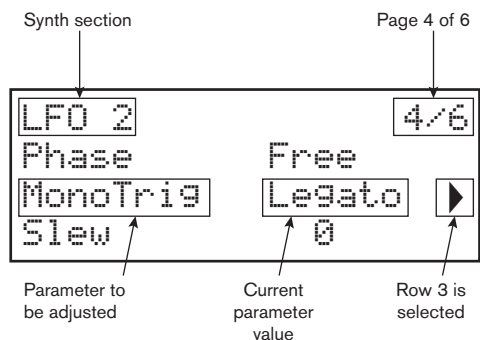 Synth section
Page 4 of 6
LFO 2
4/6
Phase
Free
MonoTrig
Legato
Slew
0
Parameter to
be adjusted
Current
parameter
value
Row 3 is
selected